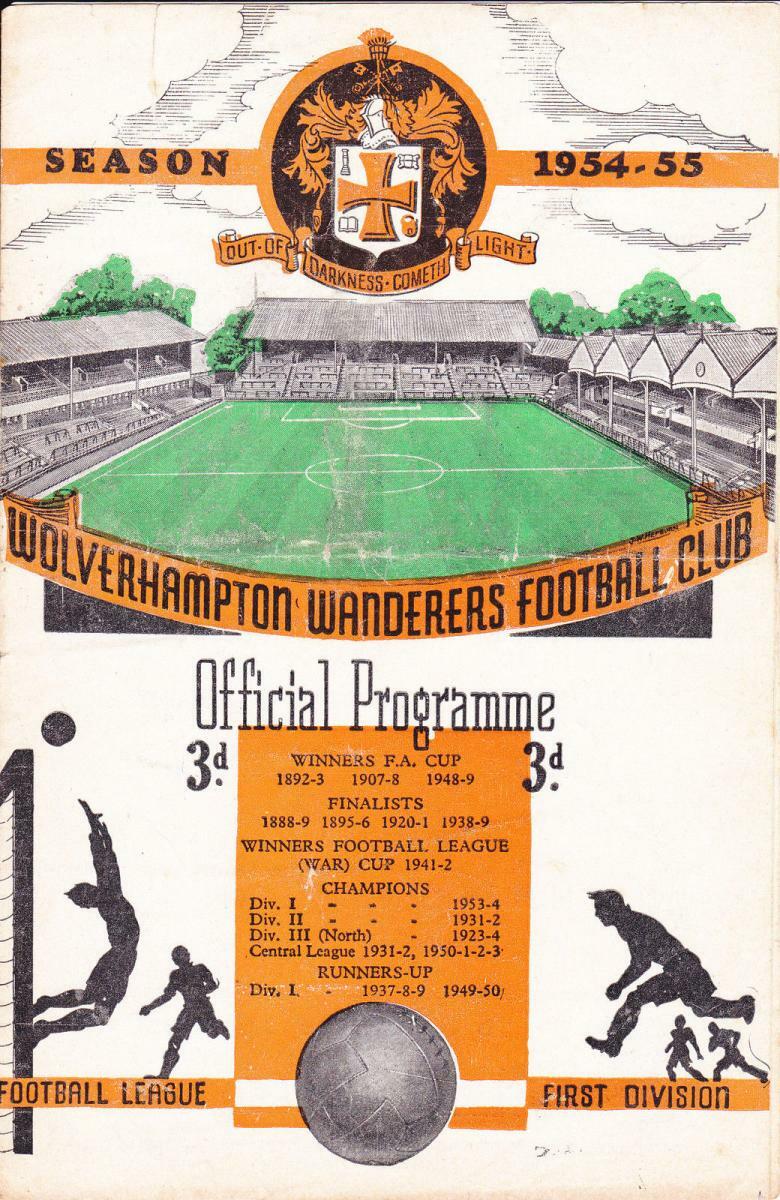 SEASON 1954-55
OUT·OF DARKNESS·COMETH LIGHT·
WOLVERHAMPTON WANDERERS FOOTBALL CLUB
Official Programme
3d. 3d.
WINNERS F.A. CUP
1892-3 1907-8 1948-9
FINALISTS
1888-9 1895-6 1920-1 1938-9
WINNERS FOOTBALL LEAGUE
(WAR) CUP 1941-2
CHAMPIONS
Div. I - - - 1953-4
Div. II - - - 1931-2
Div. III (North) - 1923-4
Central League 1931-2, 1950-1-2-3
RUNNERS-UP
Div. I. - 1937-8-9 1949-50
FOOTBALL LEAGUE FIRST DIVISION